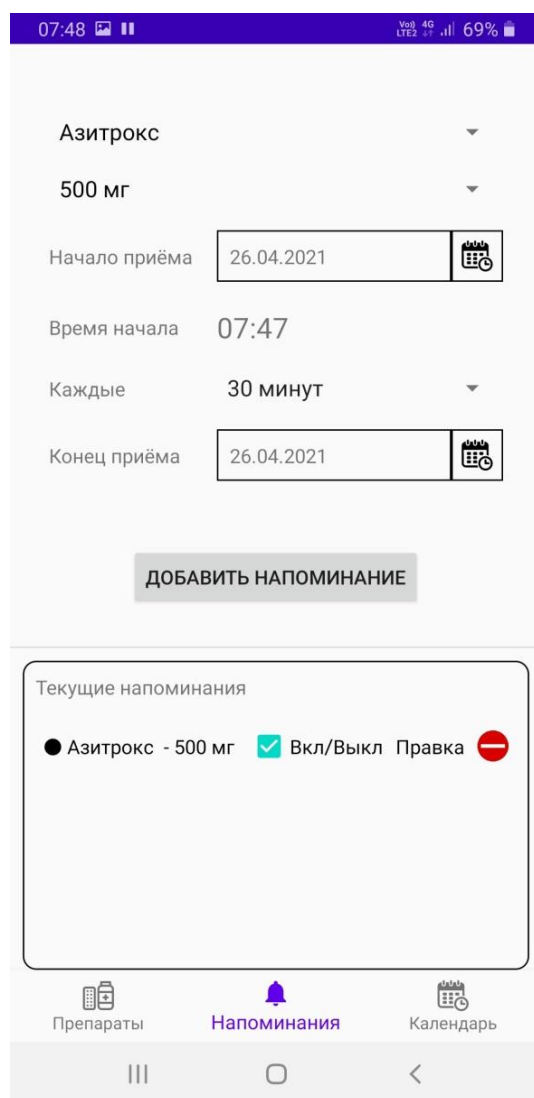 07:48 Vo)) 4G LTE2 69%
Азитрокс
500 мг
Начало приёма 26.04.2021
Время начала 07:47
Каждые 30 минут
Конец приёма 26.04.2021
ДОБАВИТЬ НАПОМИНАНИЕ
Текущие напоминания
Азитрокс - 500 мг Вкл/Выкл Правка
Препараты Напоминания Календарь